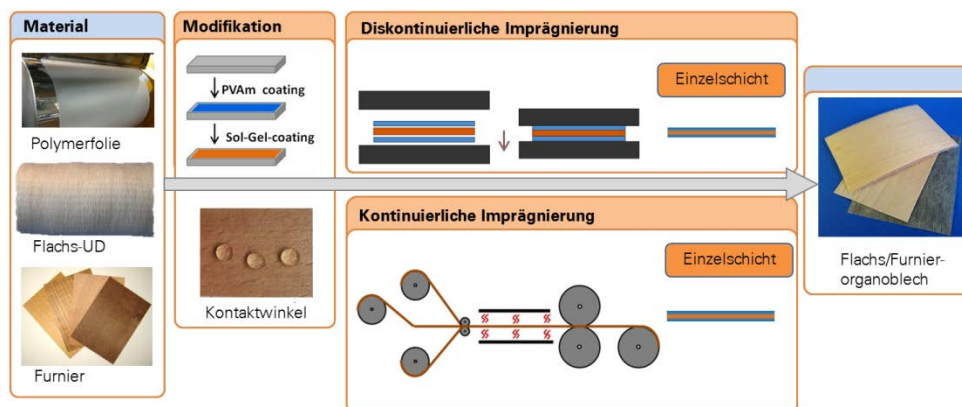 Material
Polymerfolie
Flachs-UD
Furnier
Modifikation
PVAm coating
Sol-Gel-coating
Kontaktwinkel
Diskontinuierliche Imprägnierung
Einzelschicht
Kontinuierliche Imprägnierung
Einzelschicht
Flachs/Furnier-
organoblech